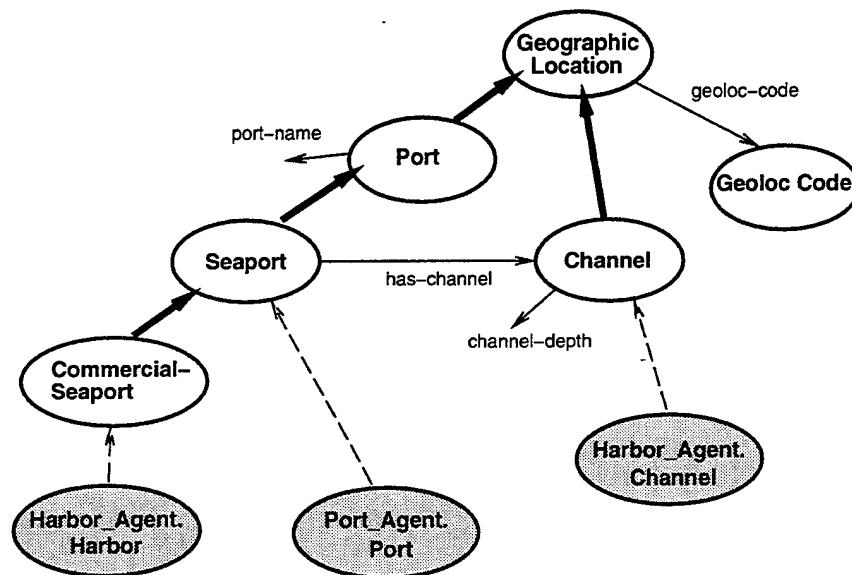 Geographic
Location
geoloc–code
port–name
Port
Geoloc Code
Seaport
has–channel
Channel
channel–depth
Commercial–
Seaport
Harbor_Agent.
Channel
Harbor_Agent.
Harbor
Port_Agent.
Port